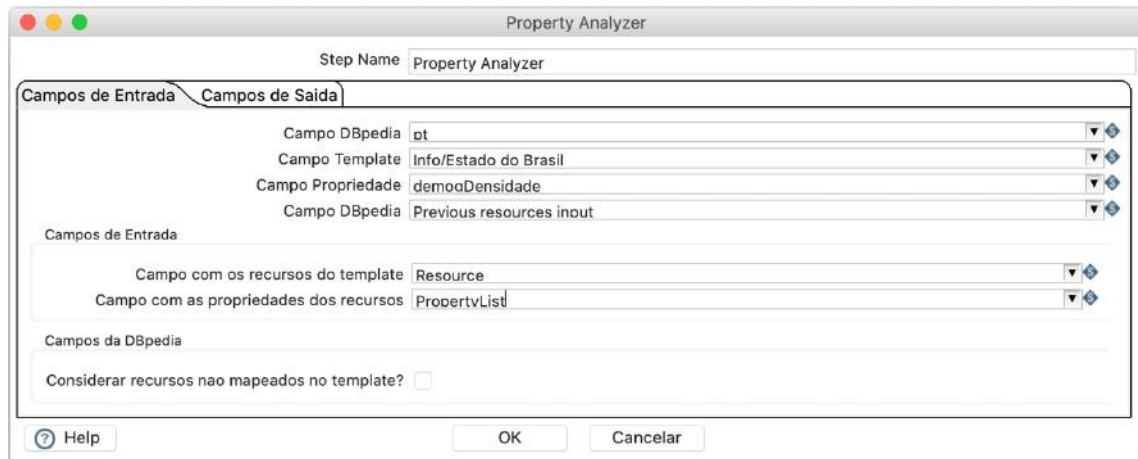 Property Analyzer
Step Name Property Analyzer
Campos de Entrada Campos de Saida
Campo DBpedia pt
Campo Template Info/Estado do Brasil
Campo Propriedade demogDensidade
Campo DBpedia Previous resources input
Campos de Entrada
Campo com os recursos do template Resource
Campo com as propriedades dos recursos PropertyList
Campos da DBpedia
Considerar recursos nao mapeados no template?
? Help OK Cancelar